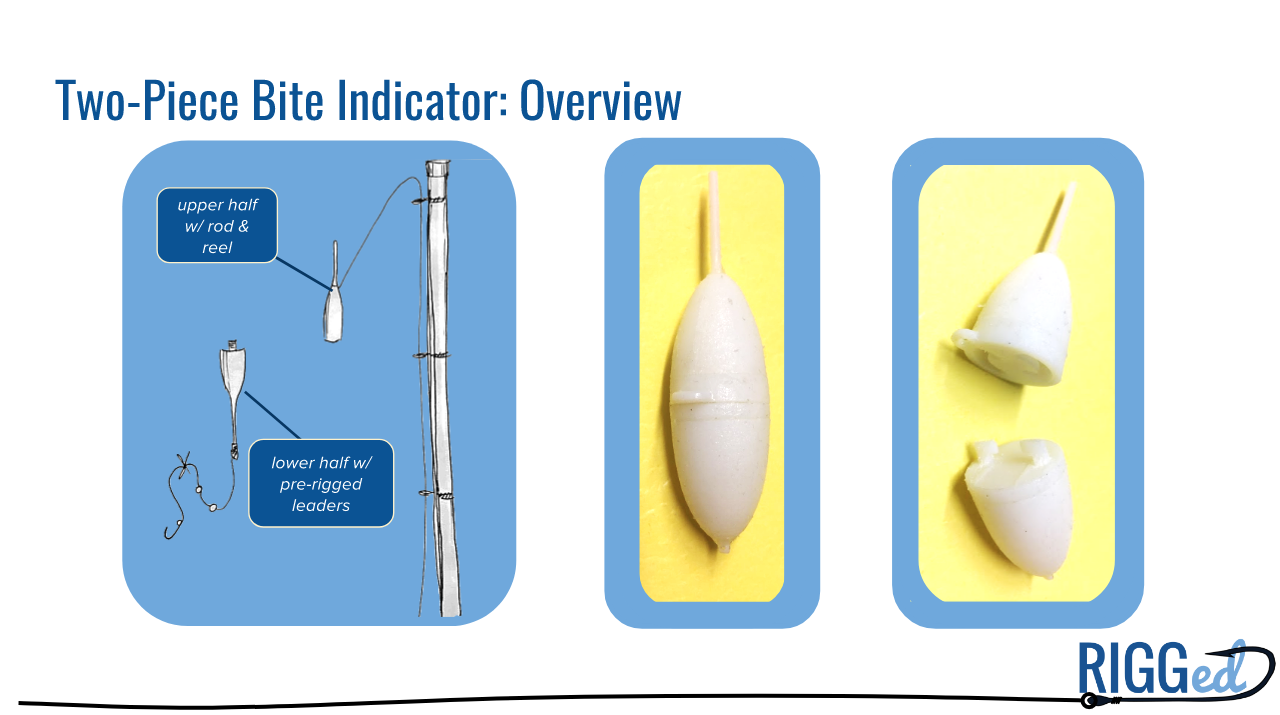 Two-Piece Bite Indicator: Overview
upper half
w/ rod &
reel
lower half w/
pre-rigged
leaders
RIGGed